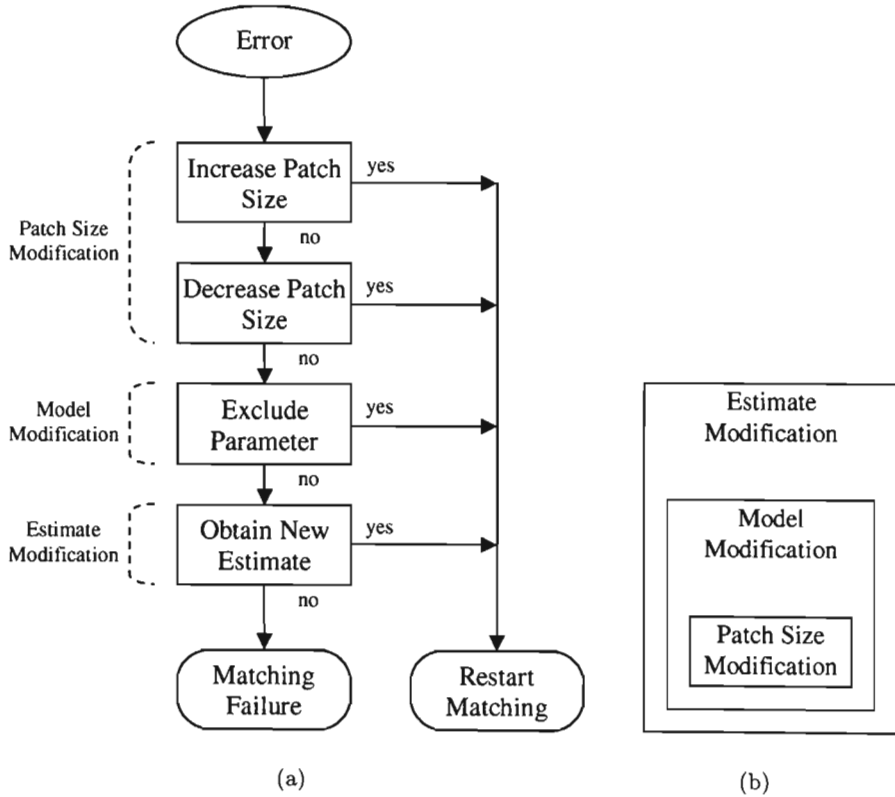 Error
Increase Patch
Size
yes
no
Patch Size
Modification
Decrease Patch
Size
yes
no
Model
Modification
Exclude
Parameter
yes
no
Estimate
Modification
Obtain New
Estimate
yes
no
Matching
Failure
Restart
Matching
(a)
Estimate
Modification
Model
Modification
Patch Size
Modification
(b)